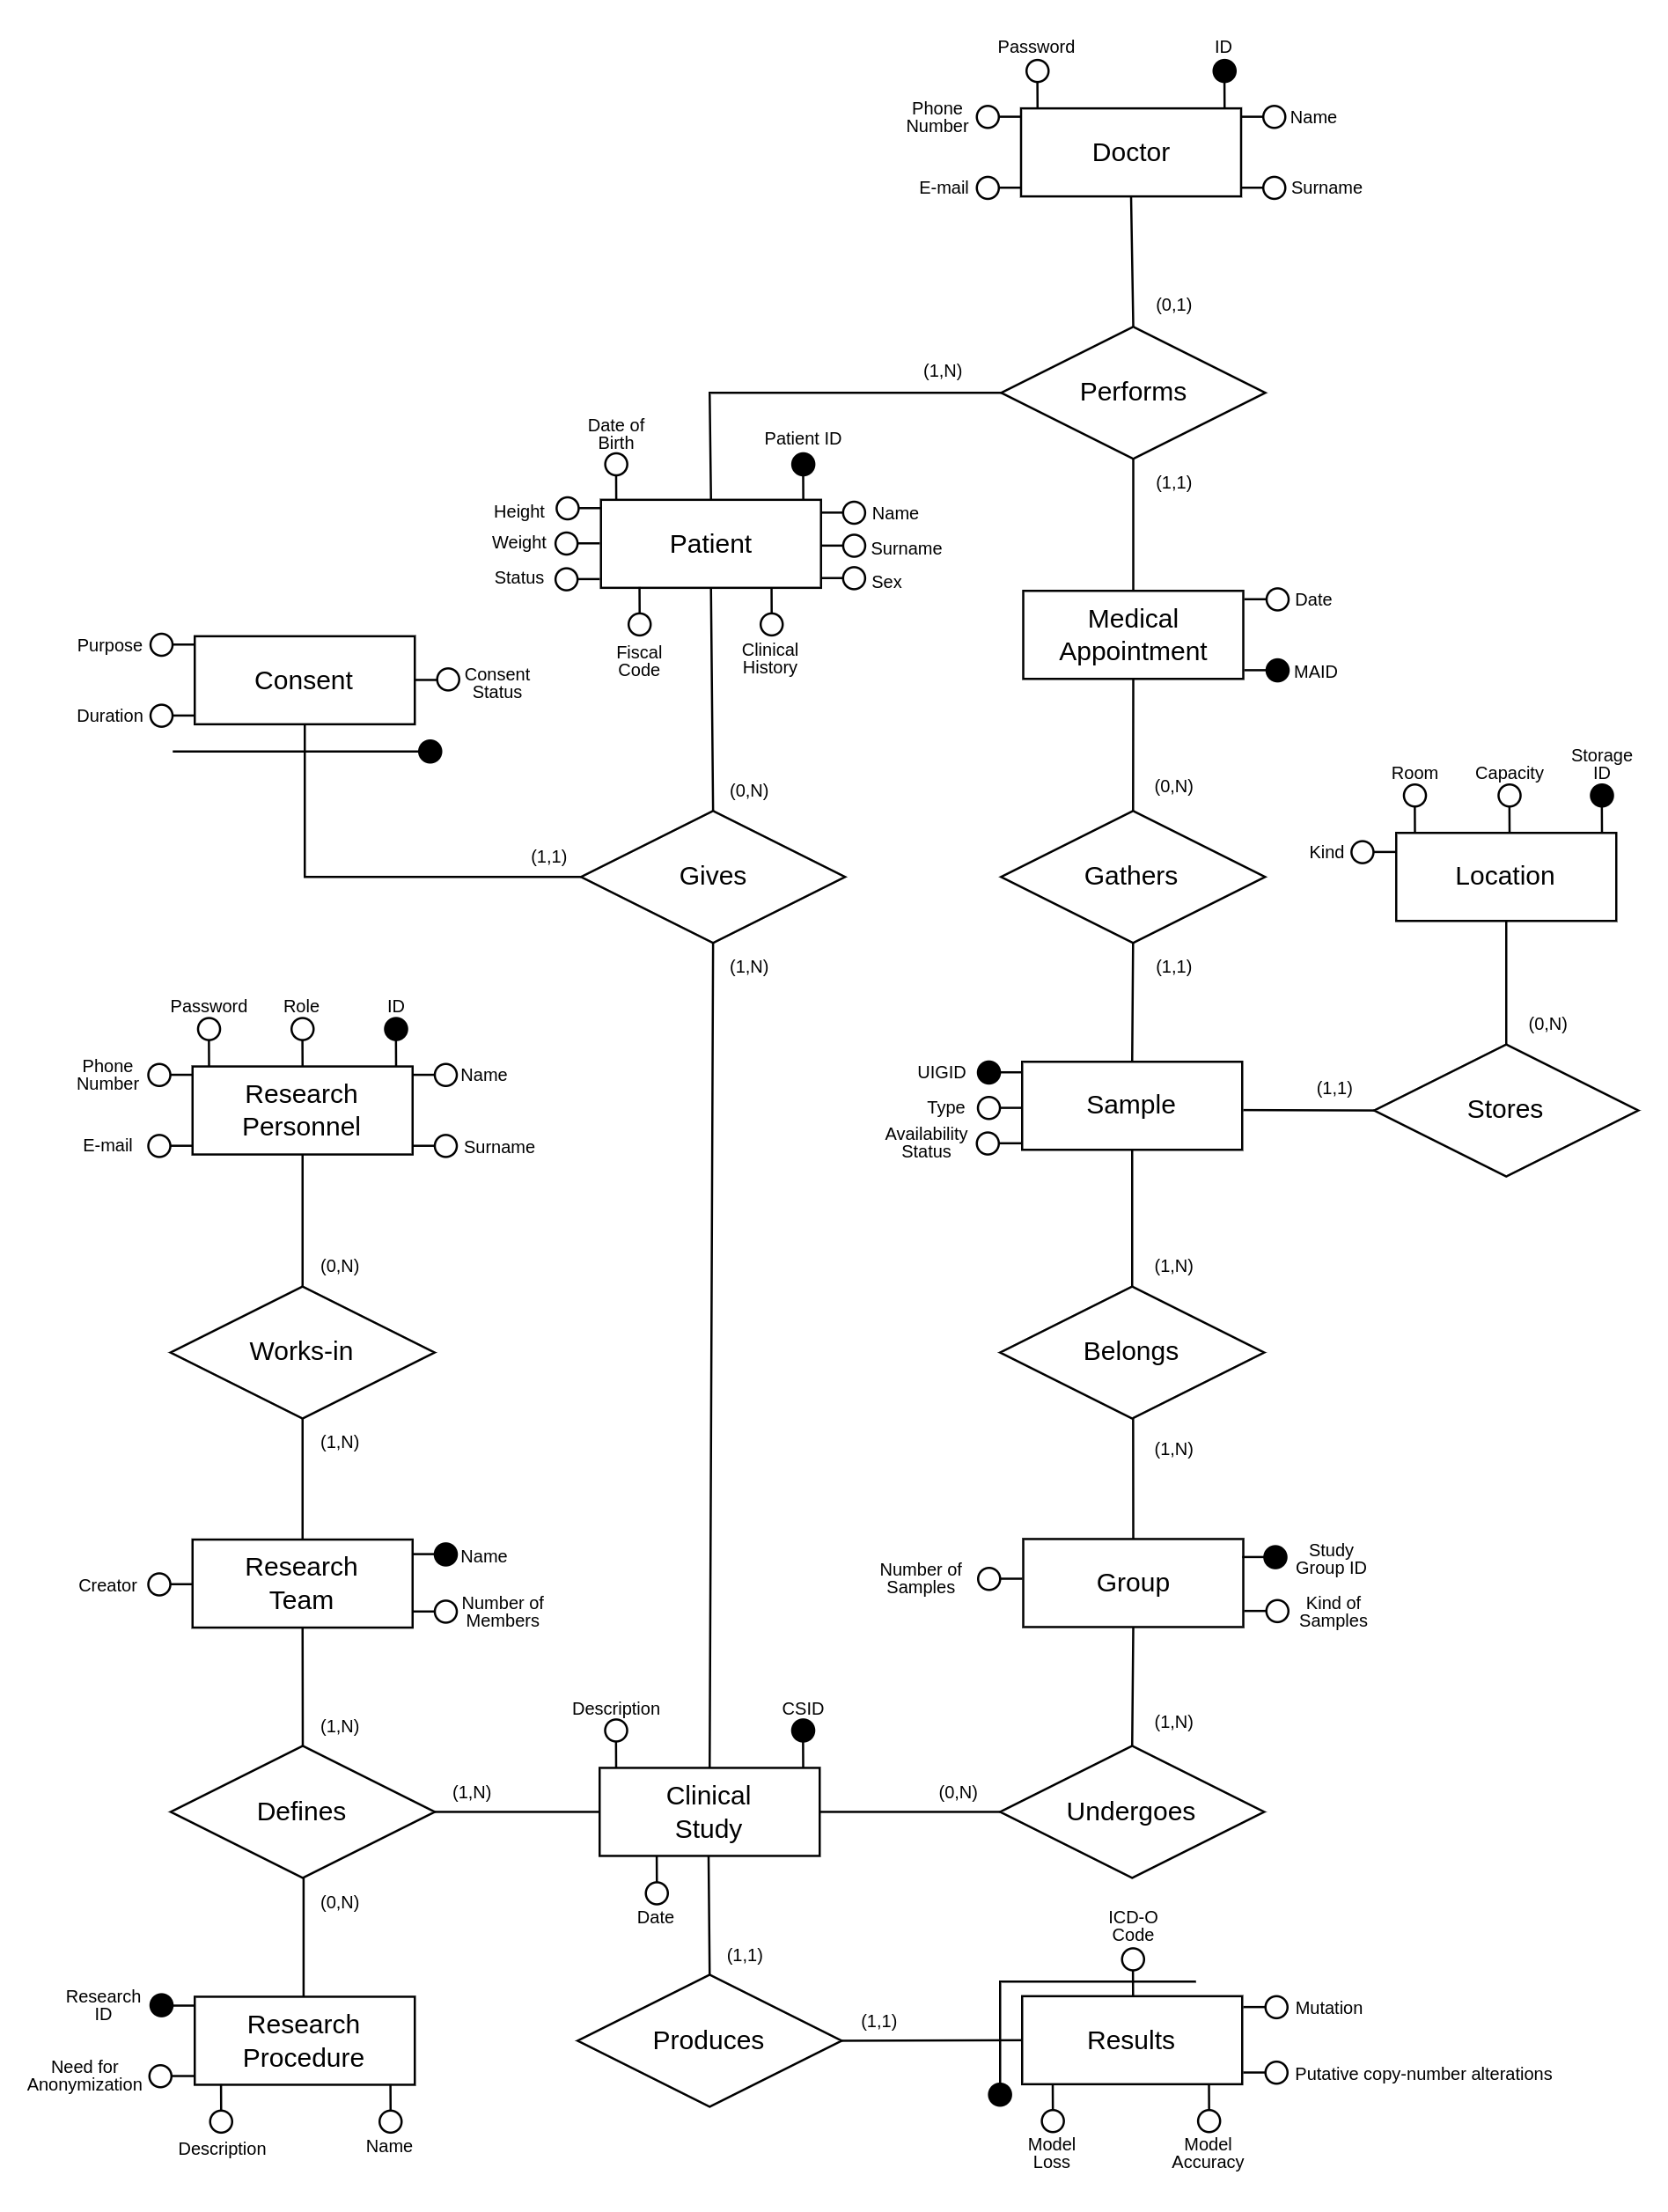 Password
ID
Phone
Number
Name
Doctor
E-mail
Surname
(0,1)
(1,N)
Performs
Date of
Birth
Patient ID
(1,1)
Height
Name
Weight
Patient
Surname
Status
Sex
Medical
Appointment
Date
MAID
Fiscal
Code
Clinical
History
Purpose
Consent
Consent
Status
Duration
(0,N)
(0,N)
Room
Capacity
Storage
ID
Kind
Location
(1,1)
Gives
Gathers
(1,N)
(1,1)
(0,N)
Password
Role
ID
Phone
Number
Name
Research
Personnel
E-mail
Surname
UIGID
Type
Availability
Status
Sample
(1,1)
Stores
(0,N)
(1,N)
Works-in
Belongs
(1,N)
(1,N)
Creator
Research
Team
Name
Number of
Members
Number of
Samples
Group
Study
Group ID
Kind of
Samples
Description
CSID
(1,N)
(1,N)
(1,N)
(0,N)
Defines
Clinical
Study
Undergoes
(0,N)
Date
(1,1)
ICD-O
Code
Research
ID
Research
Procedure
Need for
Anonymization
Description
Name
Produces
(1,1)
Results
Mutation
Putative copy-number alterations
Model
Loss
Model
Accuracy